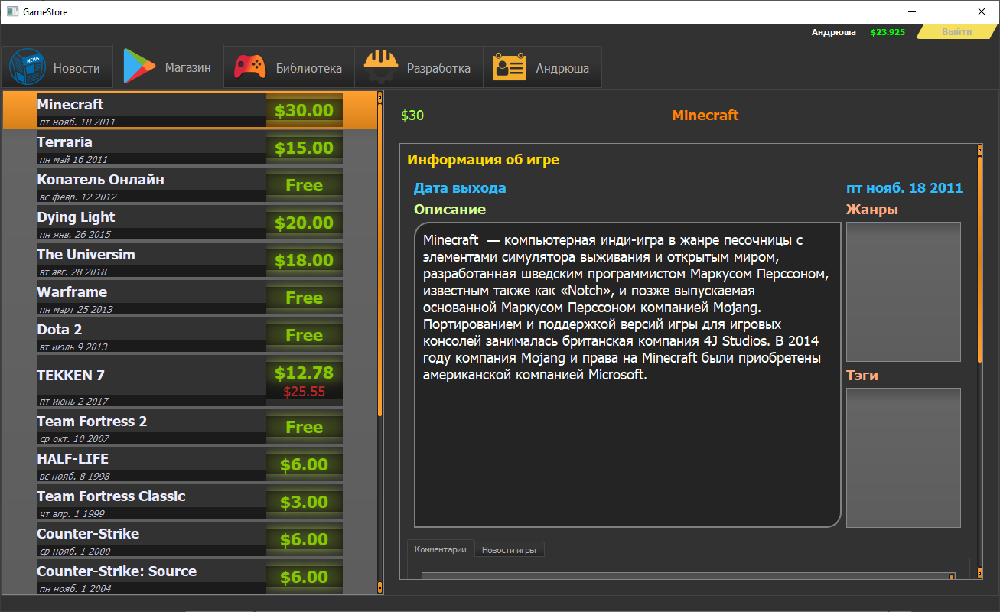 GameStore
Андрюша $23.925 Выйти
NEWS
Новости Магазин Библиотека Разработка Андрюша
Minecraft $30.00
пт нояб. 18 2011
Terraria $15.00
пн май 16 2011
Копатель Онлайн Free
вс февр. 12 2012
Dying Light $20.00
пн янв. 26 2015
The Universim $18.00
вт авг. 28 2018
Warframe Free
пн март 25 2013
Dota 2 Free
вт июль 9 2013
TEKKEN 7 $12.78
$25.55
пт июнь 2 2017
Team Fortress 2 Free
ср окт. 10 2007
HALF-LIFE $6.00
вс нояб. 8 1998
Team Fortress Classic $3.00
чт апр. 1 1999
Counter-Strike $6.00
ср нояб. 1 2000
Counter-Strike: Source $6.00
пн нояб. 1 2004
$30 Minecraft
Информация об игре
Дата выхода пт нояб. 18 2011
Описание Жанры
Minecraft — компьютерная инди-игра в жанре песочницы с
элементами симулятора выживания и открытым миром,
разработанная шведским программистом Маркусом Перссоном,
известным также как «Notch», и позже выпускаемая
основанной Маркусом Перссоном компанией Mojang.
Портированием и поддержкой версий игры для игровых
консолей занималась британская компания 4J Studios. В 2014
году компания Mojang и права на Minecraft были приобретены
американской компанией Microsoft.
Тэги
Комментарии Новости игры